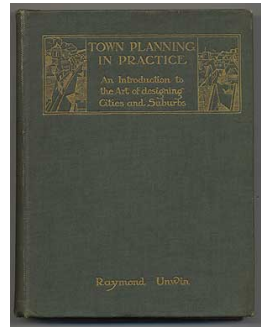 TOWN PLANNING
IN PRACTICE
An Introduction to
the Art of designing
Cities and Suburbs
Raymond Unwin